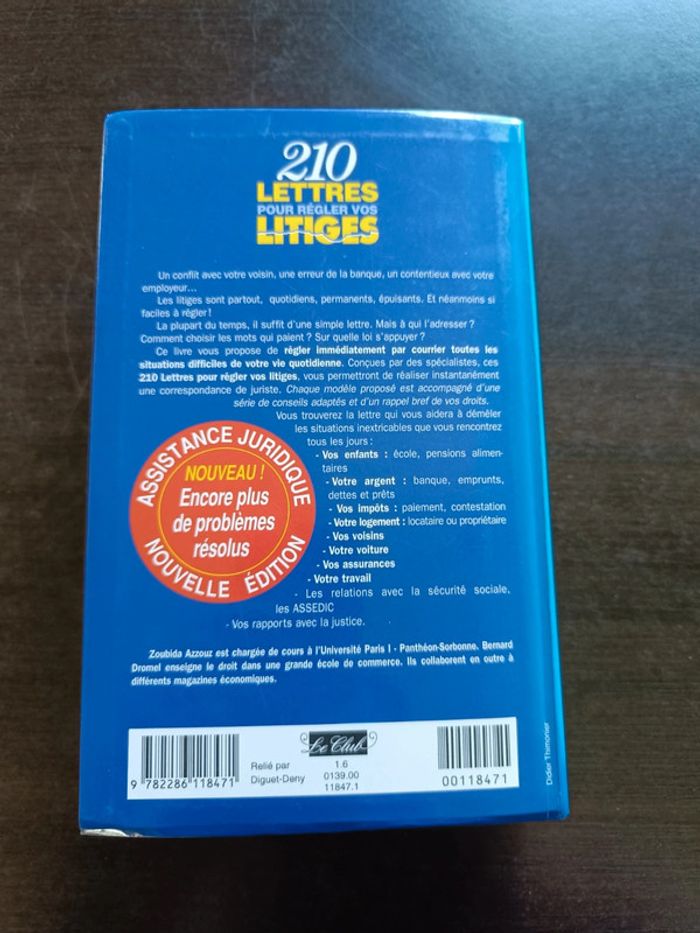 210
LETTRES
POUR RÉGLER VOS
LITIGES
Un conflit avec votre voisin, une erreur de la banque, un contentieux avec votre
employeur...
Les litiges sont partout, quotidiens, permanents, épuisants. Et néanmoins si
faciles à régler !
La plupart du temps, il suffit d'une simple lettre. Mais à qui l'adresser ?
Comment choisir les mots qui paient ? Sur quelle loi s'appuyer ?
Ce livre vous propose de régler immédiatement par courrier toutes les
situations difficiles de votre vie quotidienne. Conçues par des spécialistes, ces
210 Lettres pour régler vos litiges, vous permettront de réaliser instantanément
une correspondance de juriste. Chaque modèle proposé est accompagné d'une
série de conseils adaptés et d'un rappel bref de vos droits.
Vous trouverez la lettre qui vous aidera à démêler
les situations inextricables que vous rencontrez
tous les jours :
- Vos enfants : école, pensions alimen-
taires
- Votre argent : banque, emprunts,
dettes et prêts
- Vos impôts : paiement, contestation
- Votre logement : locataire ou propriétaire
- Vos voisins
- Votre voiture
- Vos assurances
- Votre travail
- Les relations avec la sécurité sociale,
les ASSEDIC
- Vos rapports avec la justice.
ASSISTANCE JURIDIQUE
NOUVEAU !
Encore plus
de problèmes
résolus
NOUVELLE ÉDITION
Zoubida Azzouz est chargée de cours à l'Université Paris I - Panthéon-Sorbonne. Bernard
Dromel enseigne le droit dans une grande école de commerce. Ils collaborent en outre à
différents magazines économiques.
9 782286 118471
Relié par
Diguet-Deny
Le Club
1.6
0139.00
11847.1
00118471
Didier Thimonier